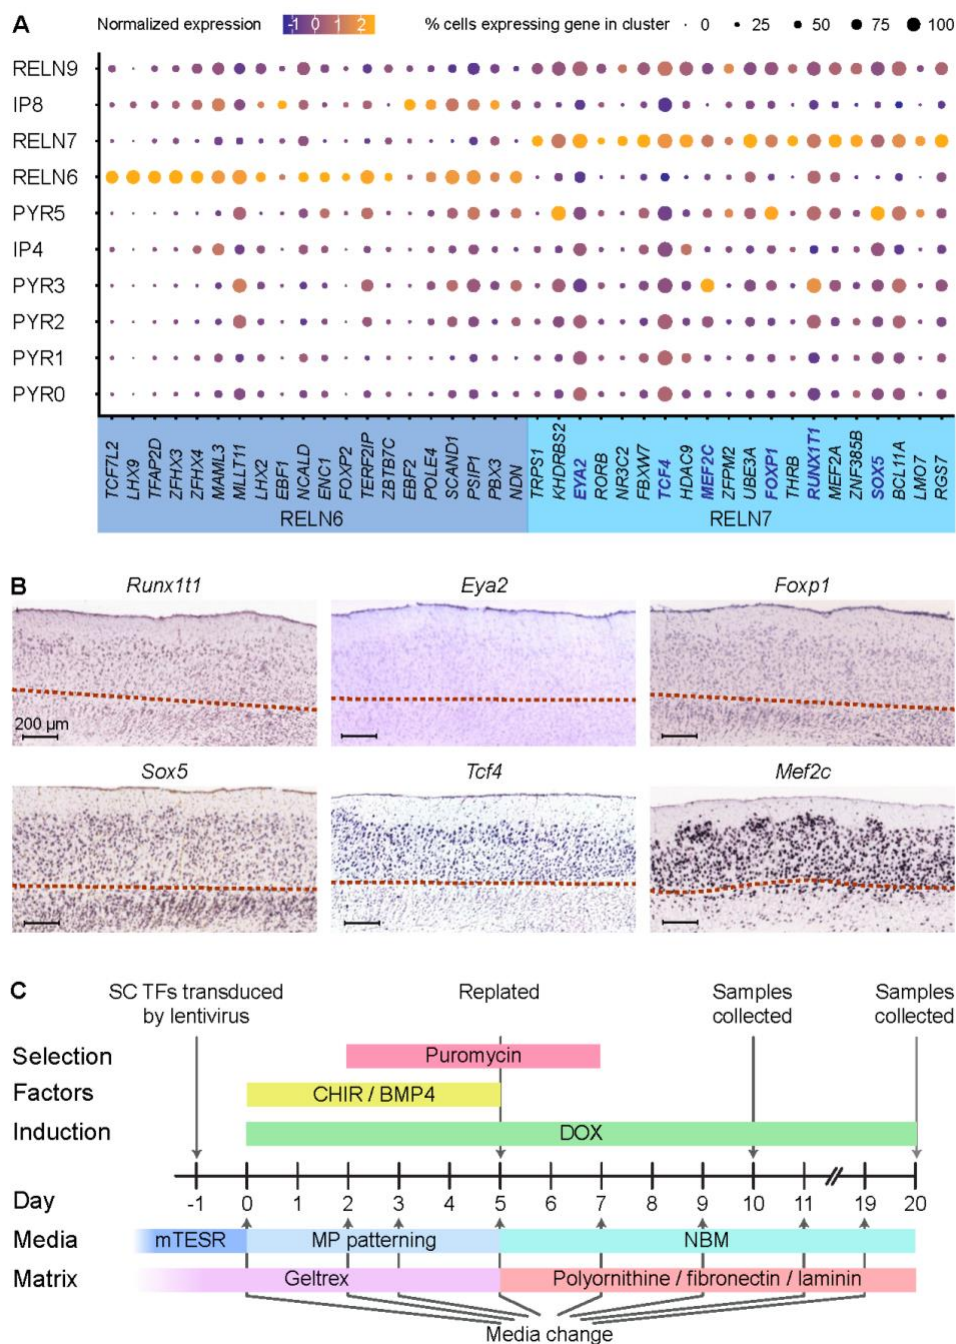 A Normalized expression -1 0 1 2 % cells expressing gene in cluster 0 25 50 75 100
RELN9
IP8
RELN7
RELN6
PYR5
IP4
PYR3
PYR2
PYR1
PYR0
TCF7L2 LHX9 TFAP2D ZFHX3 ZFHX4 MAML3 MLLT11 LHX2 EBF1 NCALD ENC1 FOXP2 TERF2IP ZBTB7C EBF2 POLE4 SCAND1 PSIP1 PBX3 NDN TRPS1 KHDRBS2 EYA2 RORB NR3C2 FBXW7 TCF4 HDAC9 MEF2C ZFPM2 UBE3A FOXP1 THRB RUNX1T1 MEF2A ZNF385B SOX5 BCL11A LMO7 RGS7
RELN6 RELN7
B Runx1t1 Eya2 Foxp1
200 µm
Sox5 Tcf4 Mef2c
C SC TFs transduced by lentivirus
Replated
Samples collected
Samples collected
Selection Puromycin
Factors CHIR / BMP4
Induction DOX
Day -1 0 1 2 3 4 5 6 7 8 9 10 11 19 20
Media mTESR MP patterning NBM
Matrix Geltrex Polyornithine / fibronectin / laminin
Media change